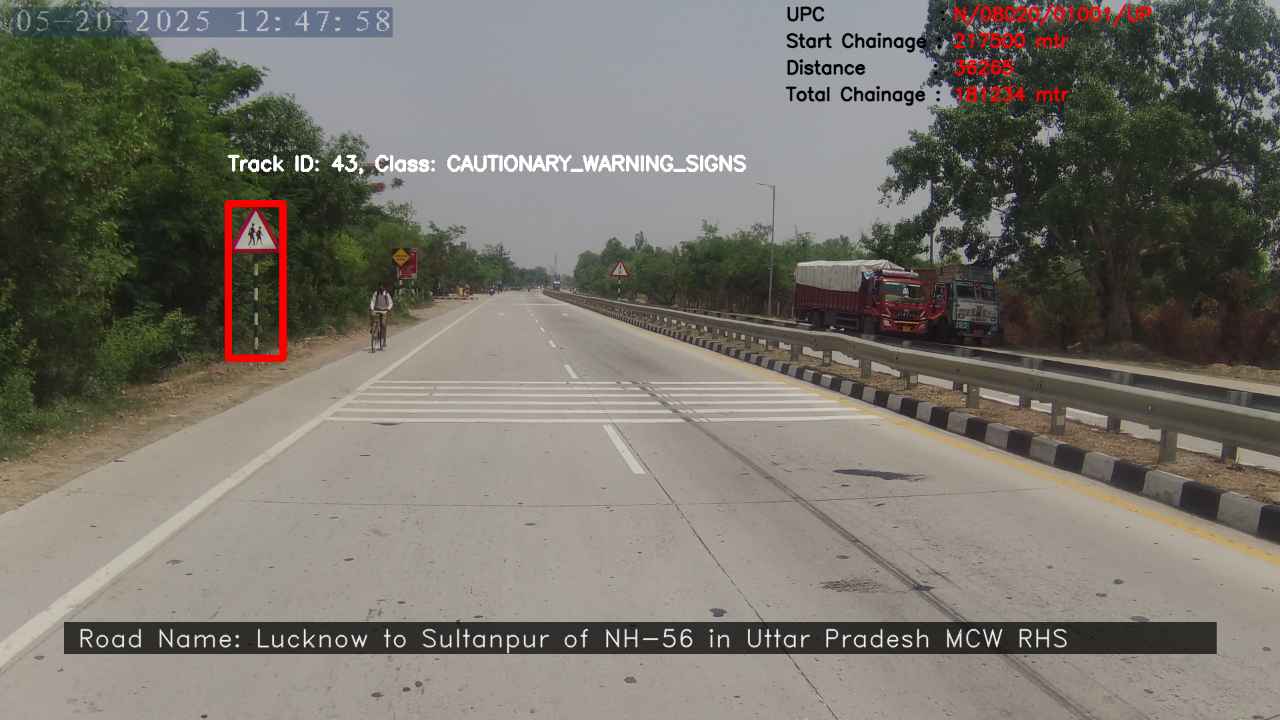 05-20-2025 12:47:58
UPC : N/08020/01001/UP
Start Chainage : 217500 mtr
Distance : 36265
Total Chainage : 181234 mtr
Track ID: 43, Class: CAUTIONARY_WARNING_SIGNS
Road Name: Lucknow to Sultanpur of NH-56 in Uttar Pradesh MCW RHS